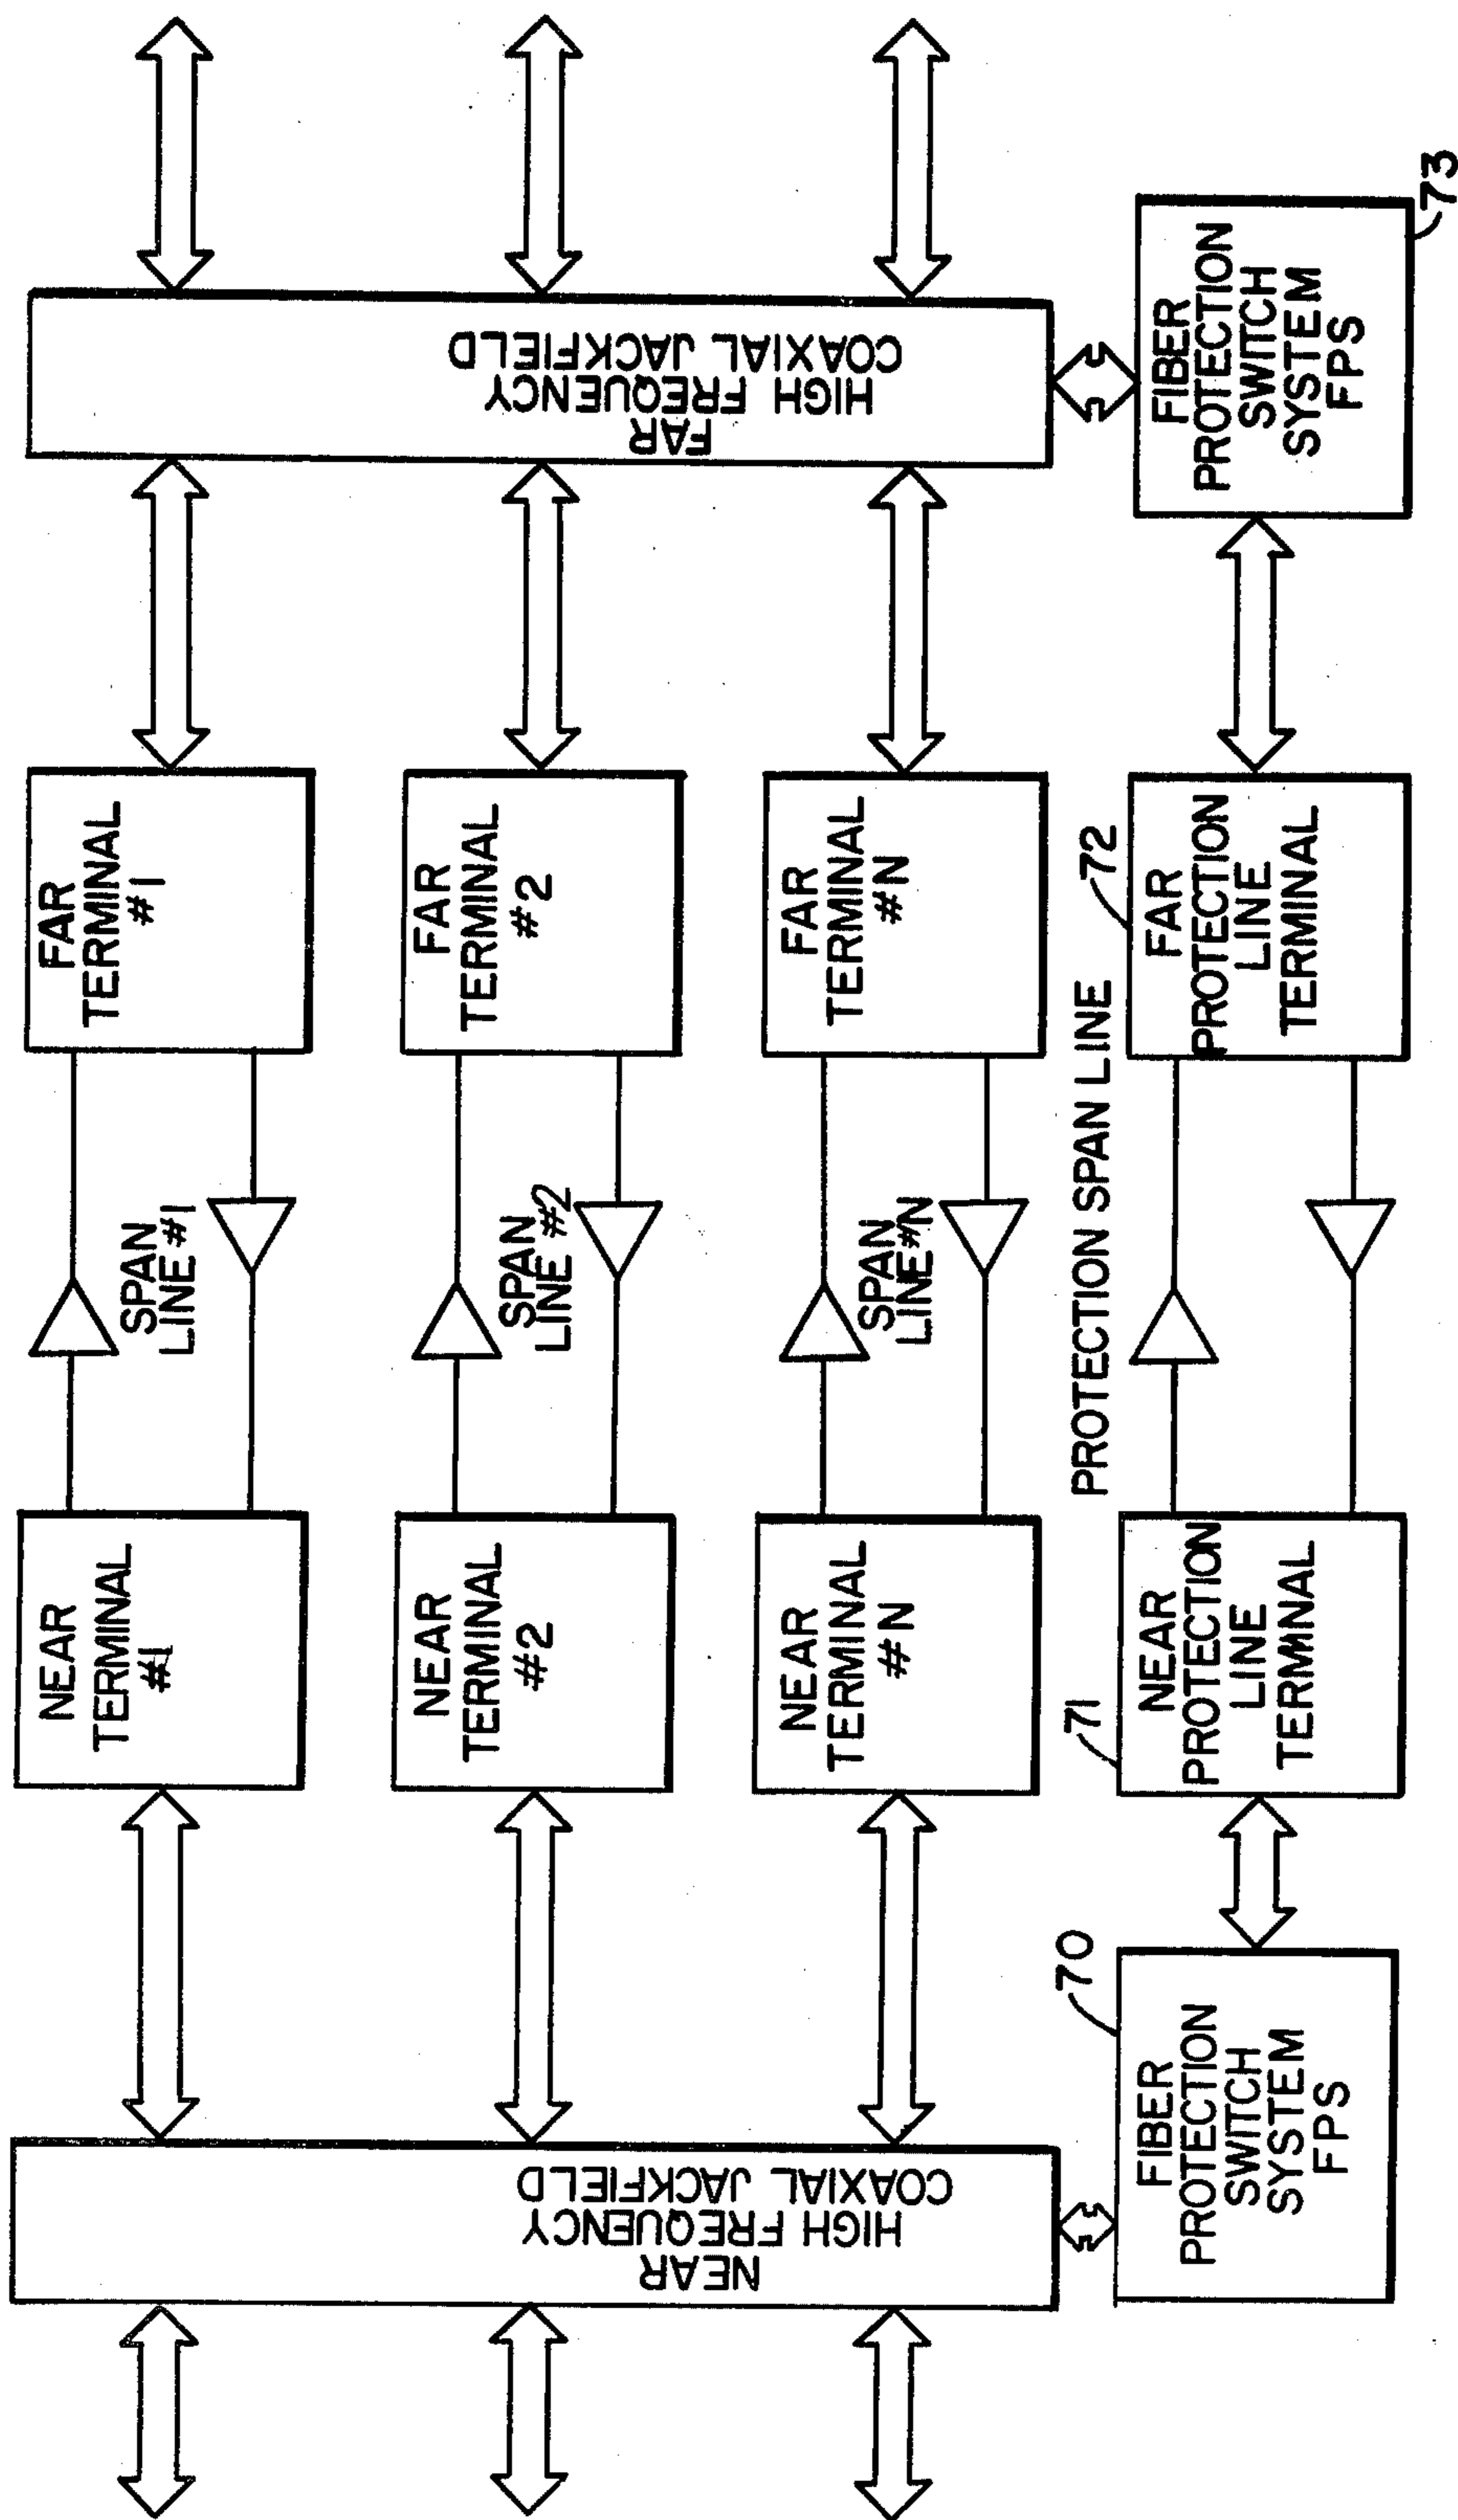 NEAR
HIGH FREQUENCY
COAXIAL JACKFIELD
NEAR
TERMINAL
#1
SPAN
LINE #1
FAR
TERMINAL
#1
FAR
HIGH FREQUENCY
COAXIAL JACKFIELD
NEAR
TERMINAL
#2
SPAN
LINE #2
FAR
TERMINAL
#2
NEAR
TERMINAL
#N
SPAN
LINE#N
FAR
TERMINAL
#N
70
FIBER
PROTECTION
SWITCH
SYSTEM
FPS
71
NEAR
PROTECTION
LINE
TERMINAL
PROTECTION SPAN LINE
72
FAR
PROTECTION
LINE
TERMINAL
FIBER
PROTECTION
SWITCH
SYSTEM
FPS
73